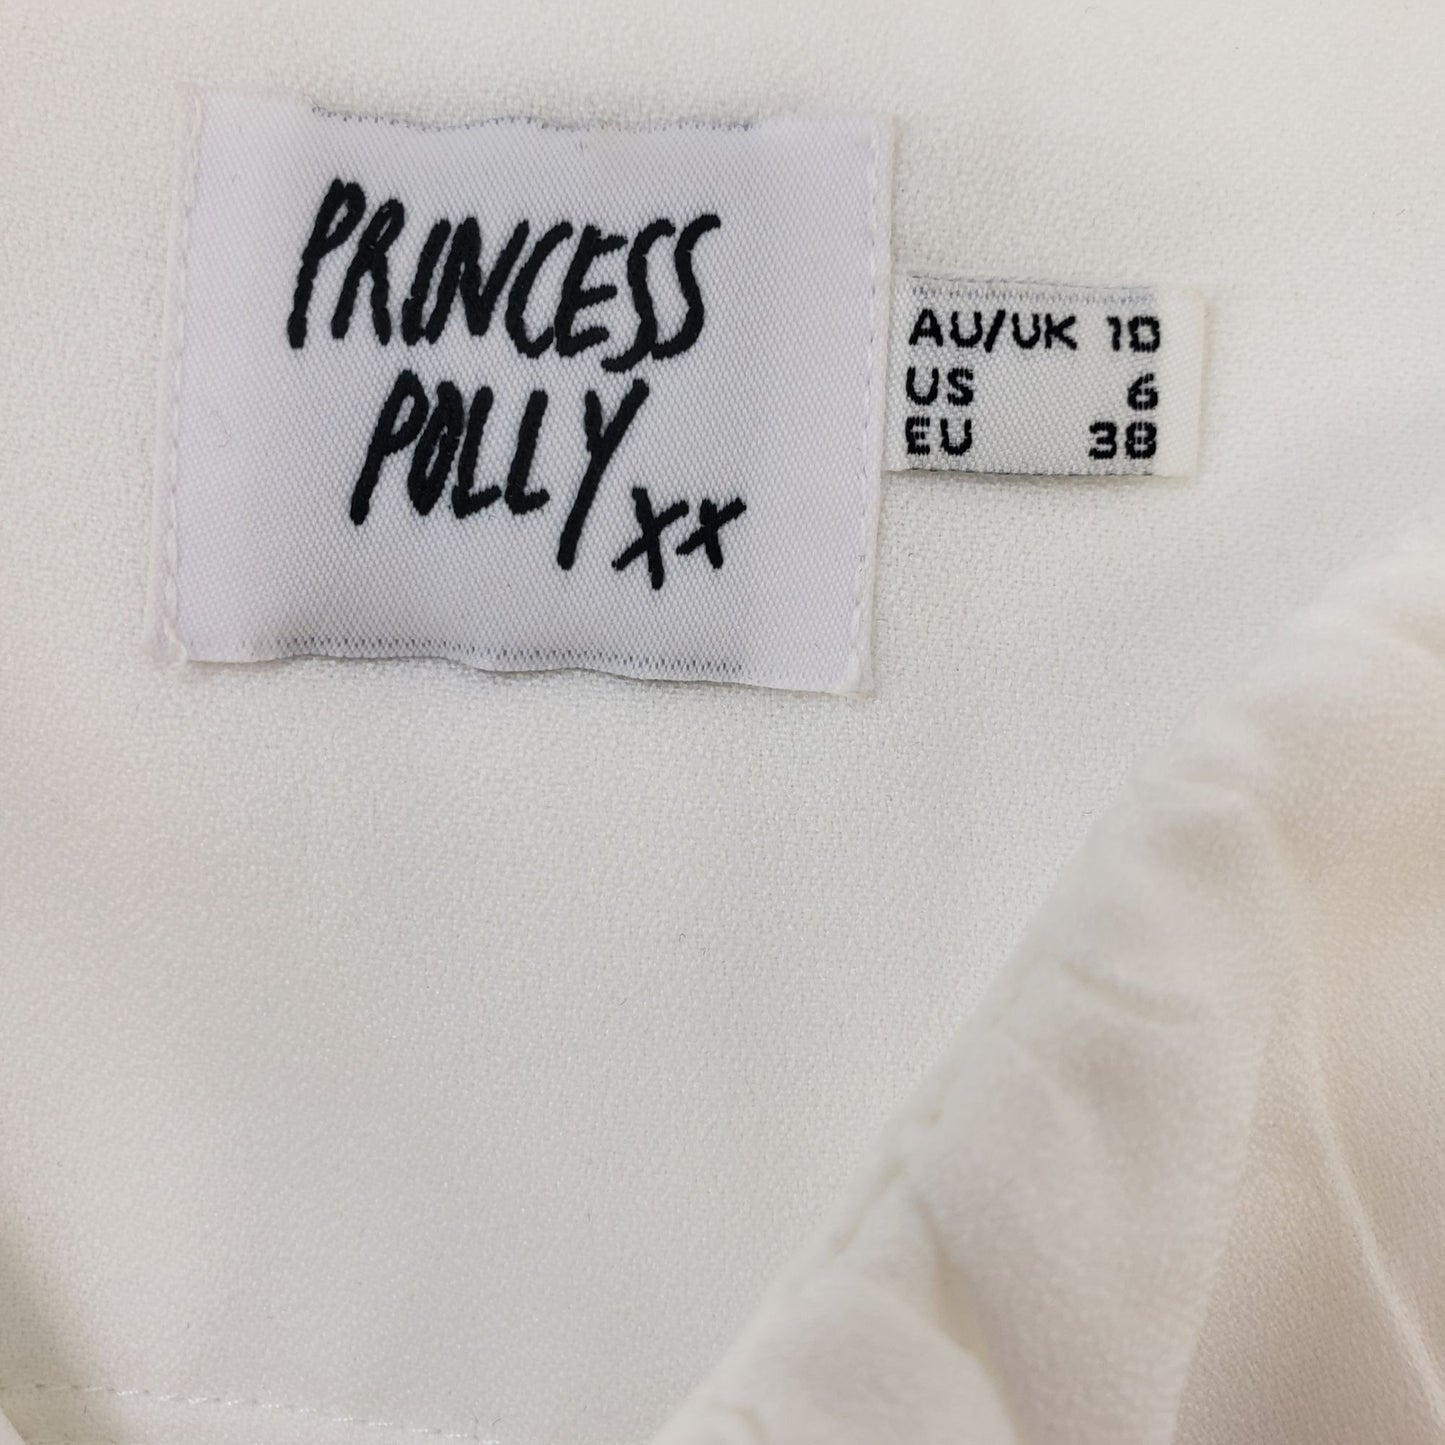 PRINCESS
POLLY xx
AU/UK 10
US 6
EU 38